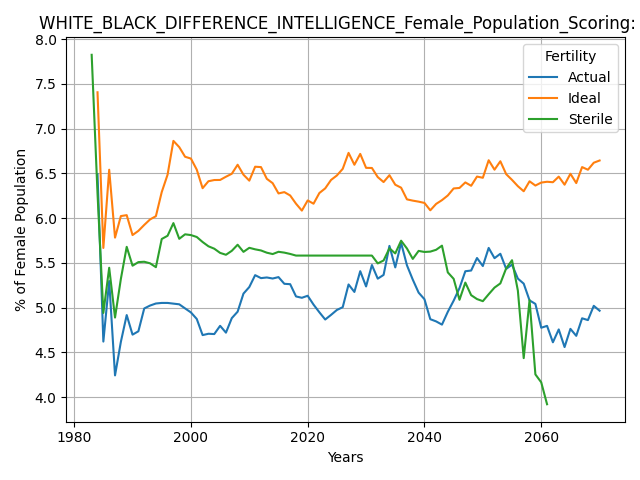 WHITE_BLACK_DIFFERENCE_INTELLIGENCE_Female_Population_Scoring:
8.0
7.5
7.0
6.5
6.0
5.5
5.0
4.5
4.0
% of Female Population
Fertility
Actual
Ideal
Sterile
1980 2000 2020 2040 2060
Years